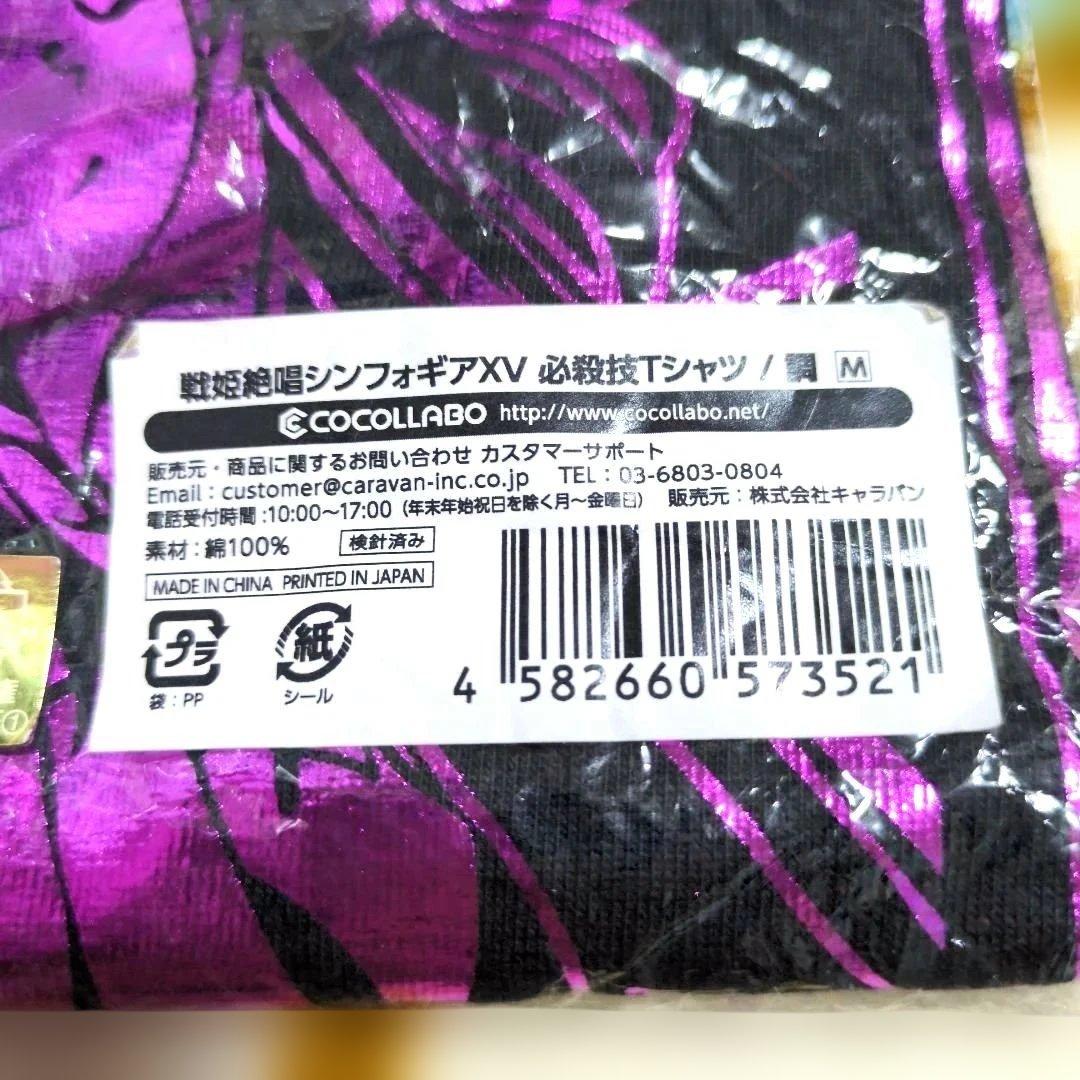 戦姫絶唱シンフォギアXV 必殺技Tシャツ / 調 M
COCOLLABO http://www.cocollabo.net/
販売元・商品に関するお問い合わせ カスタマーサポート
Email : customer@caravan-inc.co.jp TEL : 03-6803-0804
電話受付時間 :10:00～17:00 (年末年始祝日を除く月～金曜日) 販売元 : 株式会社キャラバン
素材 : 綿100% 検針済み
MADE IN CHINA PRINTED IN JAPAN
プラ 紙
袋 : PP シール
4 582660 573521